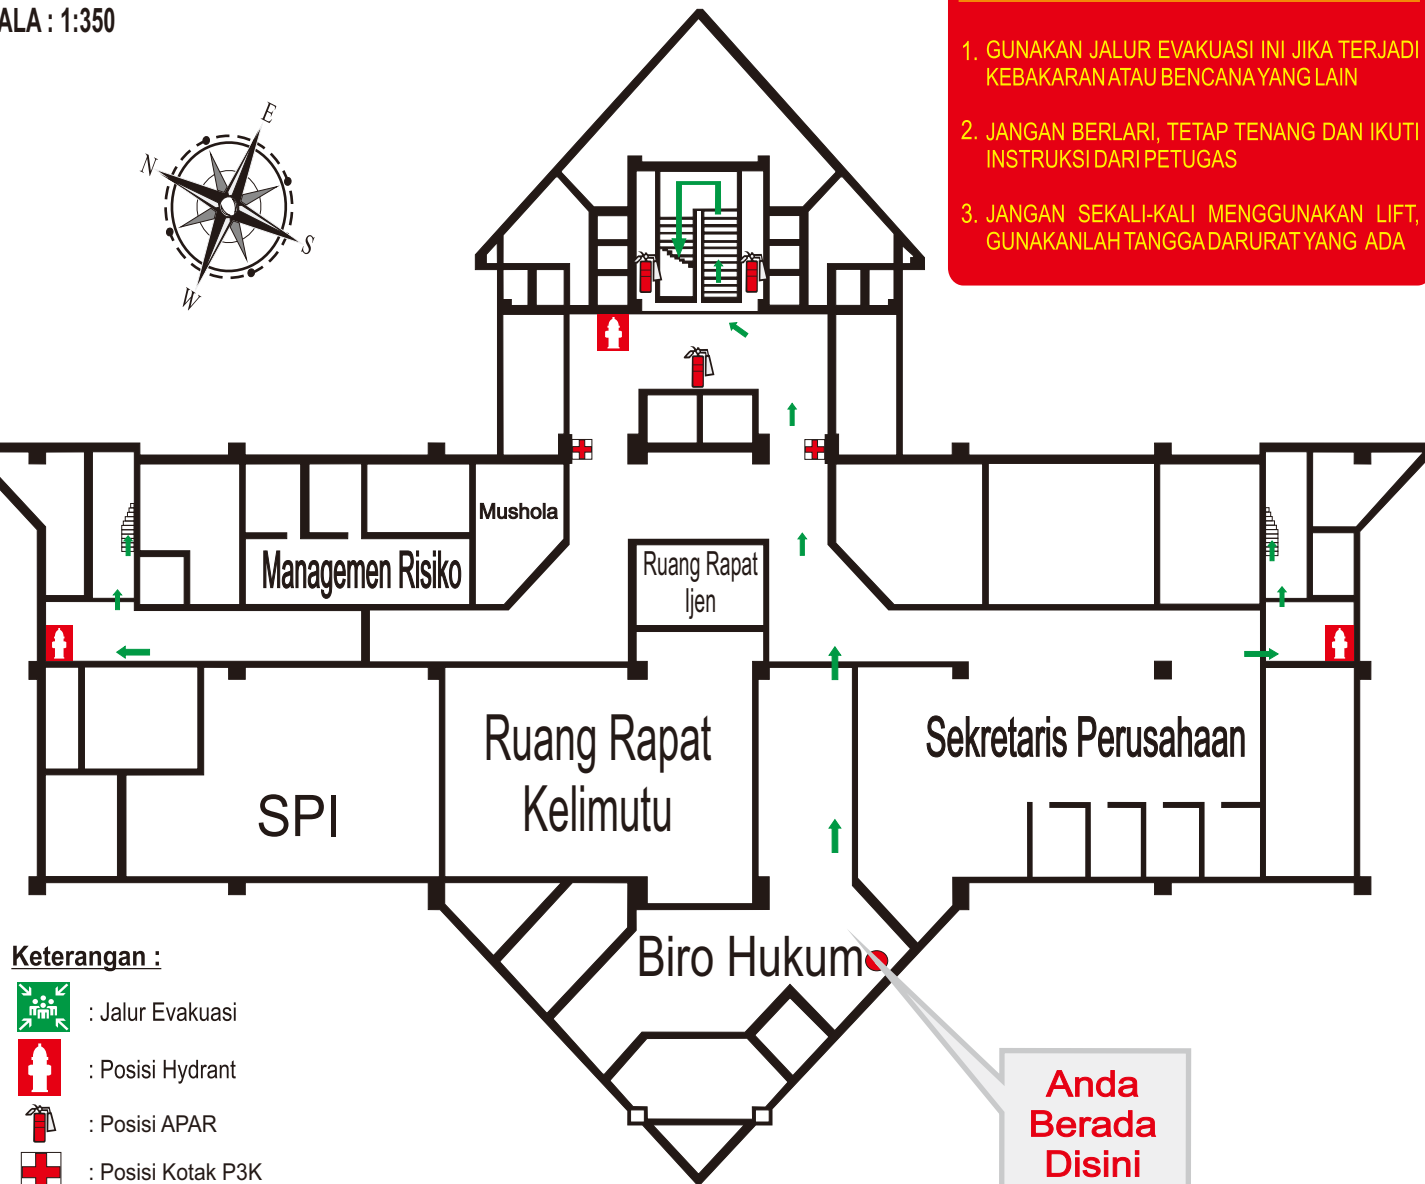 ALA : 1:350
1. GUNAKAN JALUR EVAKUASI INI JIKA TERJADI
KEBAKARAN ATAU BENCANA YANG LAIN
2. JANGAN BERLARI, TETAP TENANG DAN IKUTI
INSTRUKSI DARI PETUGAS
3. JANGAN SEKALI-KALI MENGGUNAKAN LIFT,
GUNAKANLAH TANGGA DARURAT YANG ADA
E
N
S
W
Mushola
Managemen Risiko
Ruang Rapat
Ijen
Ruang Rapat
Kelimutu
Sekretaris Perusahaan
SPI
Biro Hukum
Anda
Berada
Disini
Keterangan :
: Jalur Evakuasi
: Posisi Hydrant
: Posisi APAR
: Posisi Kotak P3K